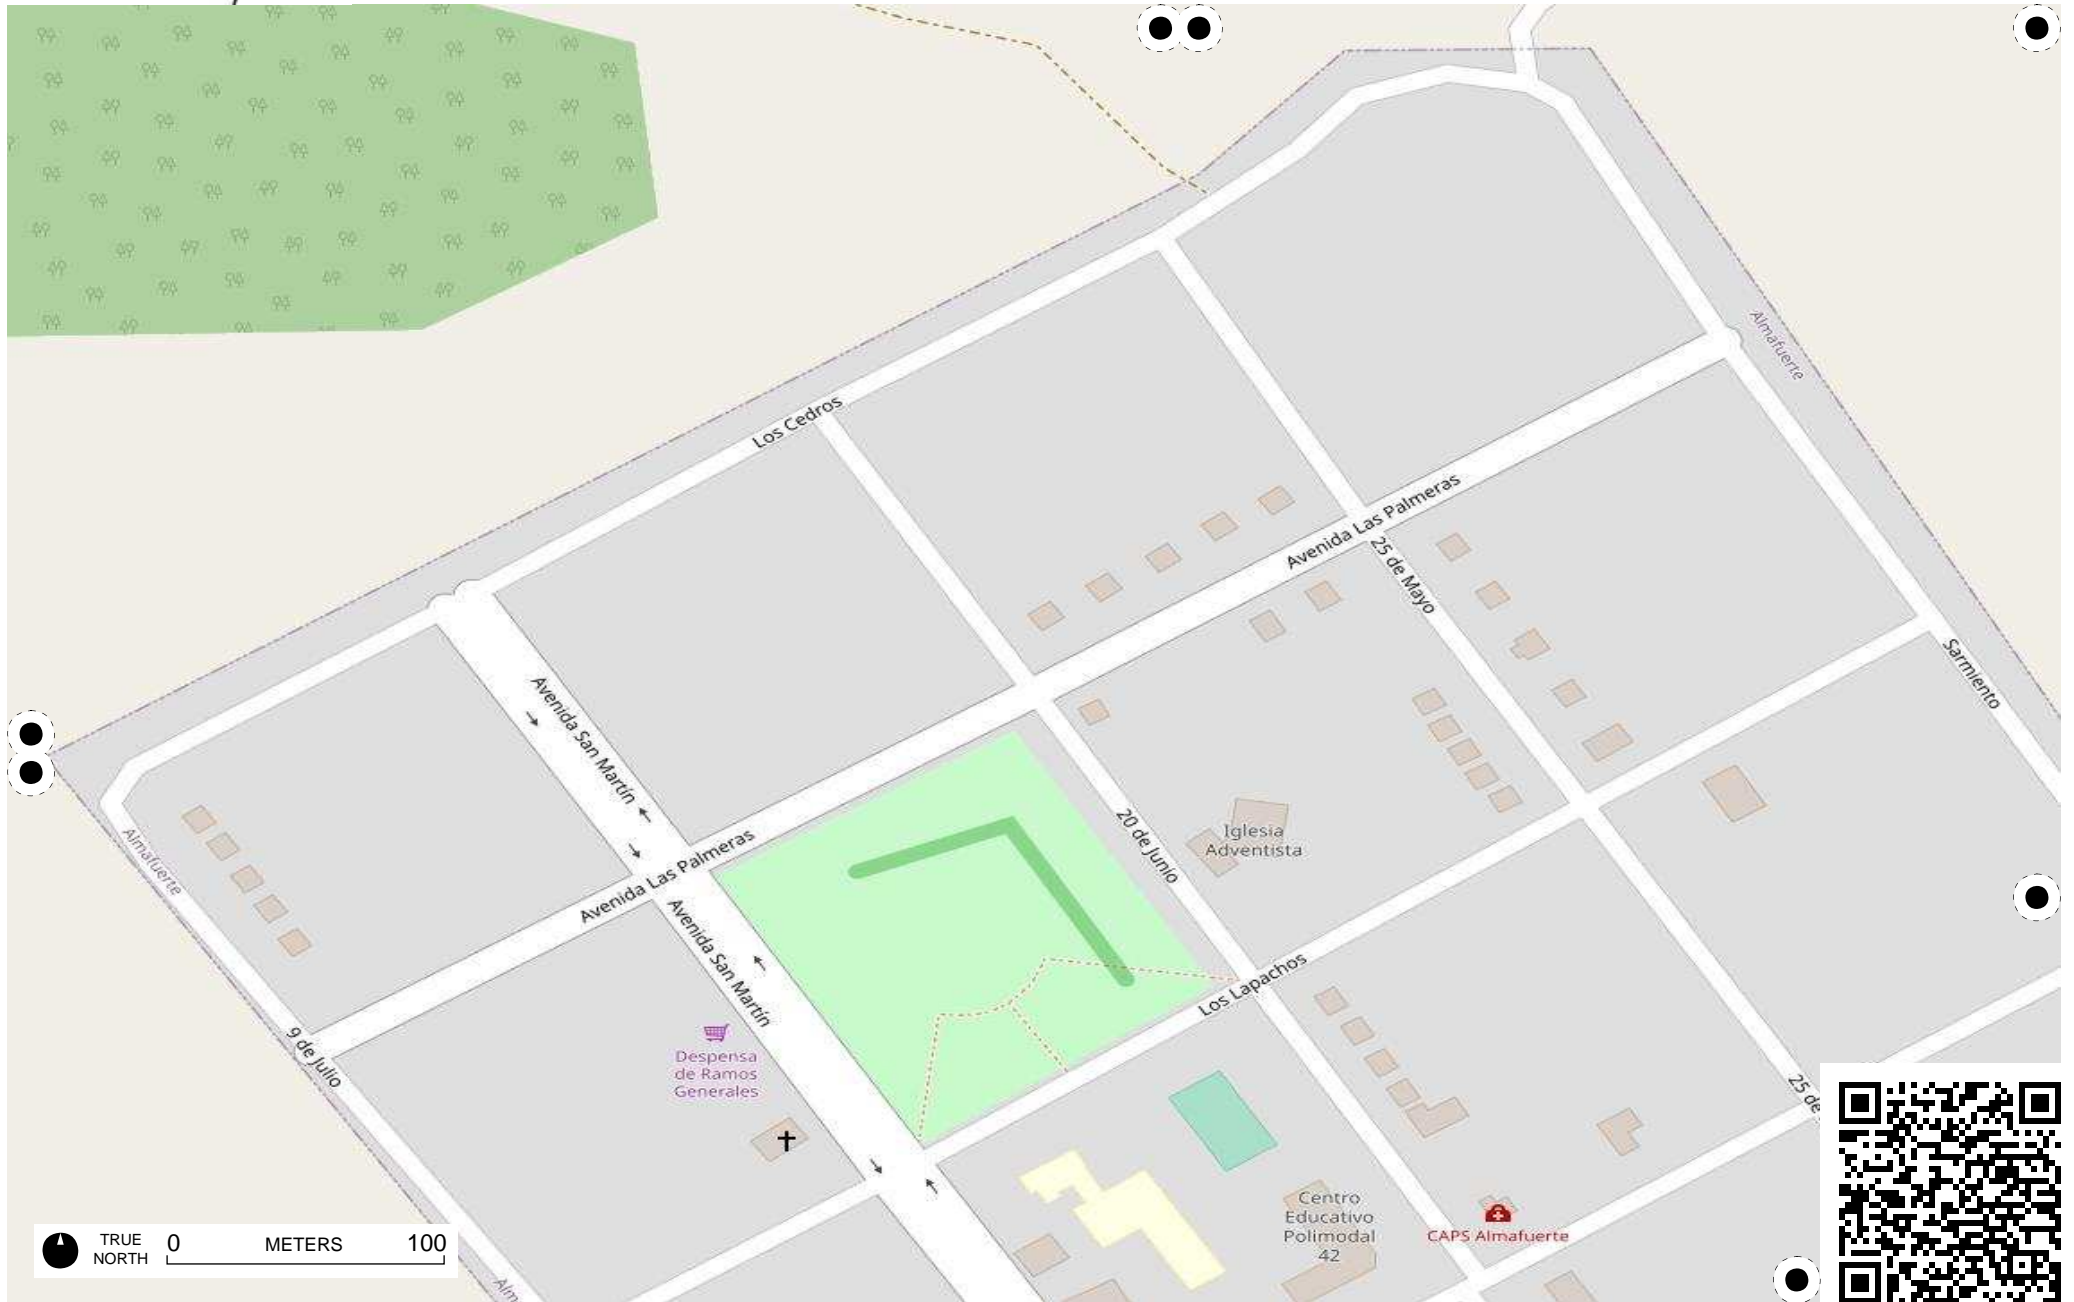 Los Cedros
Almafuerte
Avenida Las Palmeras
25 de Mayo
Sarmiento
Avenida San Martín
20 de Junio
Iglesia
Adventista
Almafuerte
Avenida Las Palmeras
Avenida San Martín
Los Lapachos
9 de Julio
Despensa
de Ramos
Generales
25 de
Centro
Educativo
Polimodal
42
CAPS Almafuerte
TRUE
NORTH
0 METERS 100
Alm